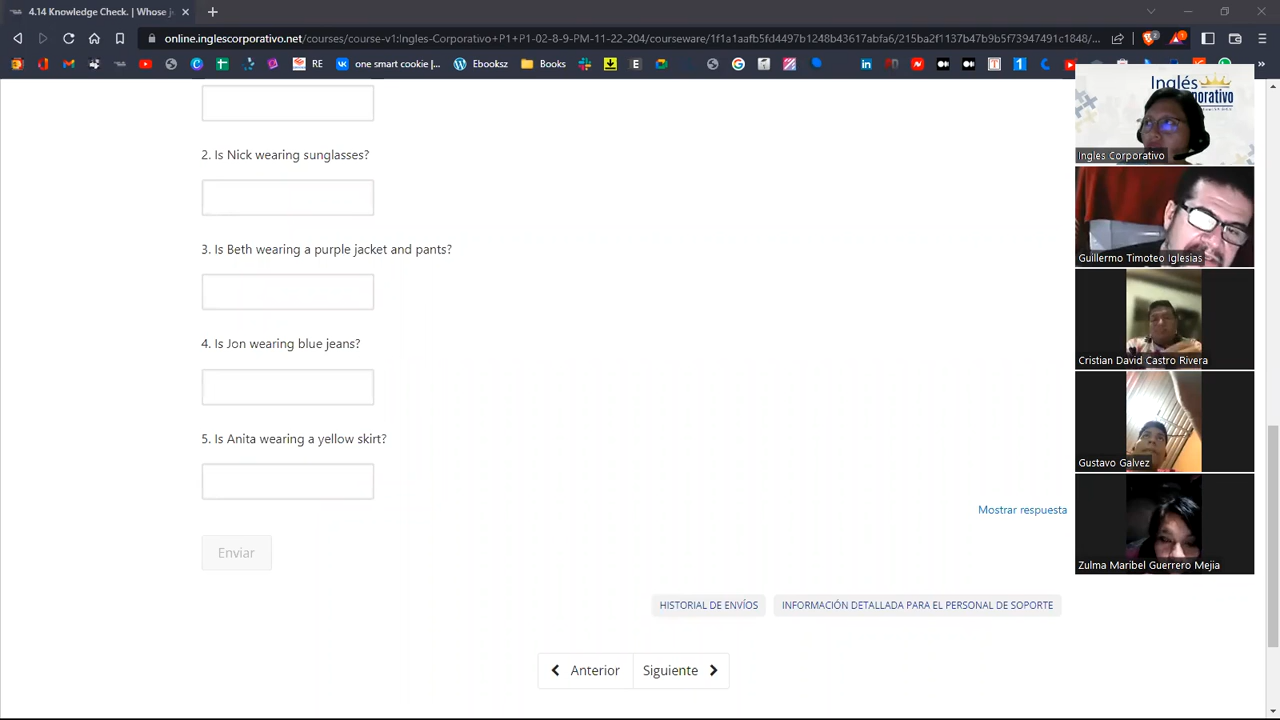 4.14 Knowledge Check. | Whose j
online.inglescorporativo.net/courses/course-v1:Ingles-Corporativo+P1+P1-02-8-9-PM-11-22-204/courseware/1f1a1aafb5fd4497b1248b43617abfa6/215ba2f1137b47b9b5f73947491c1848/...
RE
one smart cookie |...
Ebooksz
Books
Inglés
porativo
Ingles Corporativo
2. Is Nick wearing sunglasses?
3. Is Beth wearing a purple jacket and pants?
Guillermo Timoteo Iglesias
4. Is Jon wearing blue jeans?
Cristian David Castro Rivera
5. Is Anita wearing a yellow skirt?
Gustavo Galvez
Mostrar respuesta
Enviar
Zulma Maribel Guerrero Mejia
HISTORIAL DE ENVÍOS
INFORMACIÓN DETALLADA PARA EL PERSONAL DE SOPORTE
Anterior
Siguiente